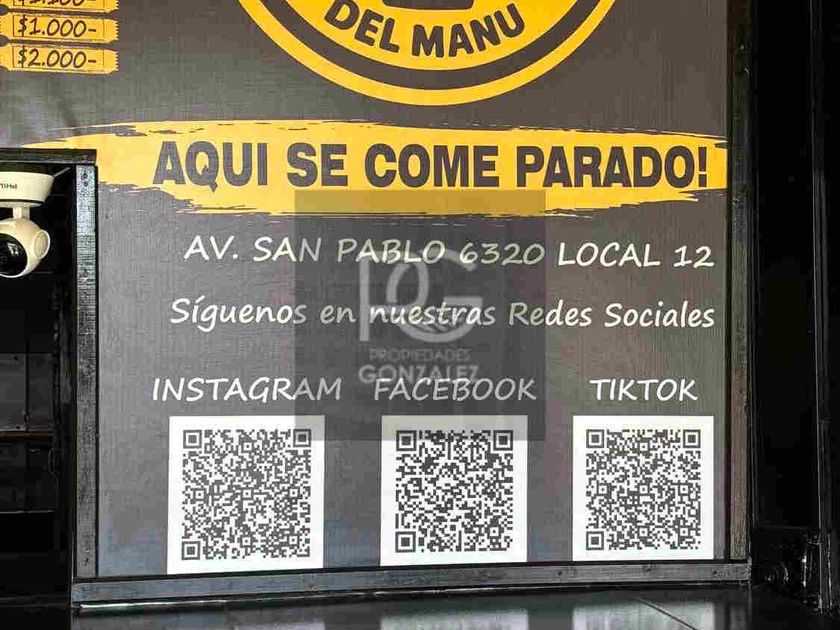 $1.000-
$2.000-
DEL MANU
AQUI SE COME PARADO!
AV. SAN PABLO 6320 LOCAL 12
Síguenos en nuestras Redes Sociales
PG
PROPIEDADES
GONZALEZ
INSTAGRAM FACEBOOK TIKTOK